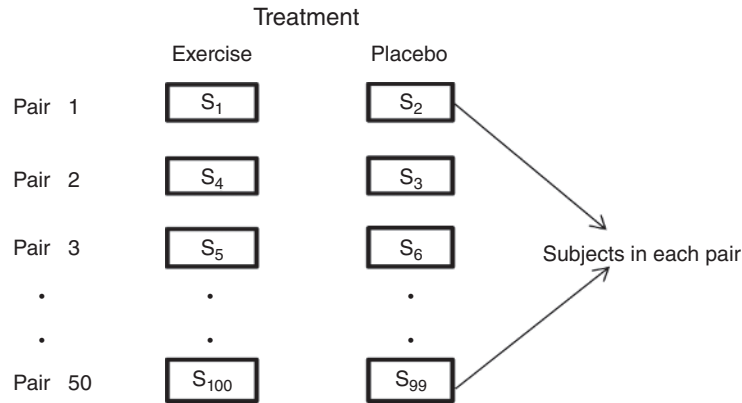 Treatment
Exercise Placebo
Pair 1 S₁ S₂
Pair 2 S₄ S₃
Pair 3 S₅ S₆
Subjects in each pair
Pair 50 S₁₀₀ S₉₉